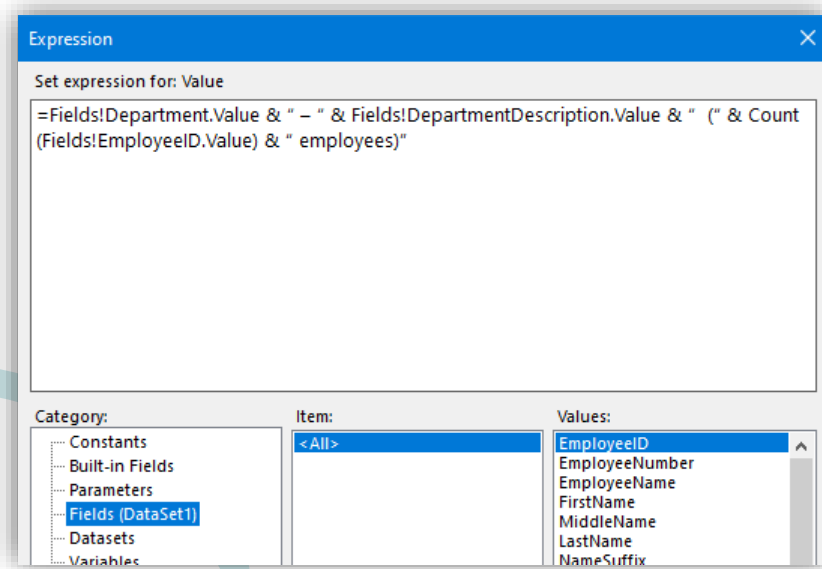 Expression
Set expression for: Value
=Fields!Department.Value & “ – “ & Fields!DepartmentDescription.Value & “  (“ & Count
(Fields!EmployeeID.Value) & “ employees)”
Category:
Item:
Values:
Constants
Built-in Fields
Parameters
Fields (DataSet1)
Datasets
Variables
<All>
EmployeeID
EmployeeNumber
EmployeeName
FirstName
MiddleName
LastName
NameSuffix